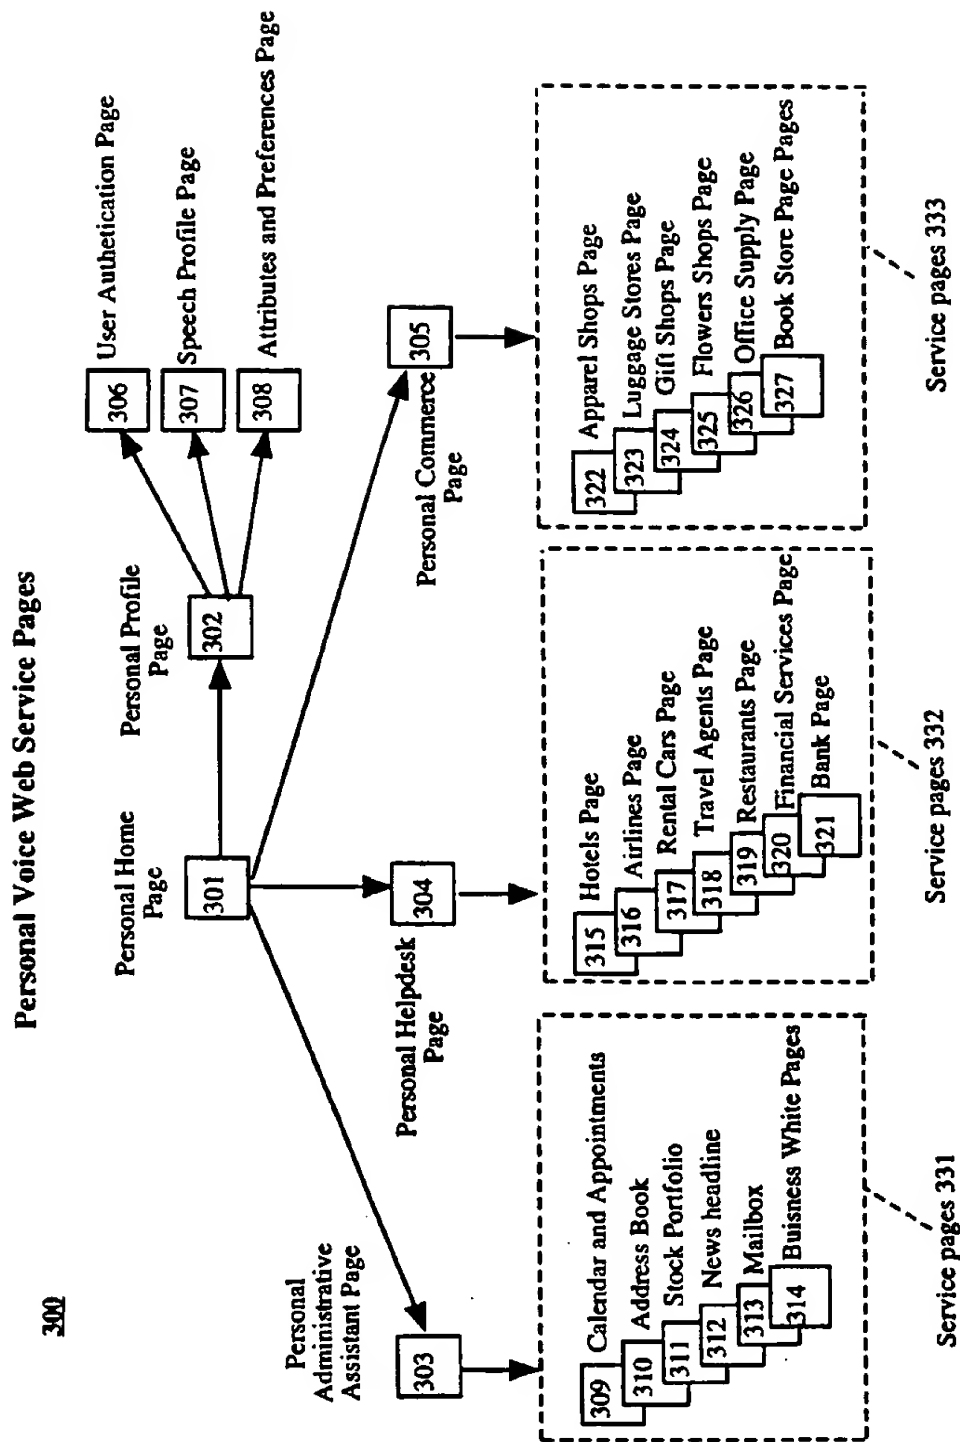 300
Personal Voice Web Service Pages
Personal Home
Page
301
Personal Profile
Page
302
306
User Authetication Page
307
Speech Profile Page
308
Attributes and Preferences Page
Personal
Administrative
Assistant Page
303
Personal Helpdesk
Page
304
Personal Commerce
Page
305
309 Calendar and Appointments
310 Address Book
311 Stock Portfolio
312 News headline
313 Mailbox
314 Buisness White Pages
Service pages 331
315 Hotels Page
316 Airlines Page
317 Rental Cars Page
318 Travel Agents Page
319 Restaurants Page
320 Financial Services Page
321 Bank Page
Service pages 332
322 Apparel Shops Page
323 Luggage Stores Page
324 Gift Shops Page
325 Flowers Shops Page
326 Office Supply Page
327 Book Store Page Pages
Service pages 333